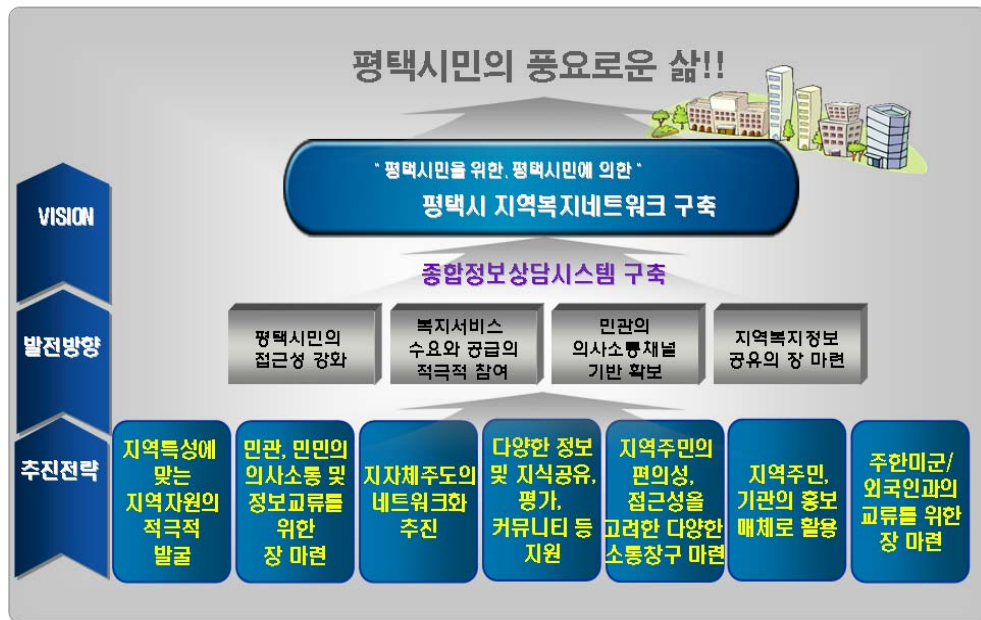 평택시민의 풍요로운 삶!!
" 평택시민을 위한, 평택시민에 의한 "
평택시 지역복지네트워크 구축
VISION
종합정보상담시스템 구축
발전방향
평택시민의
접근성 강화
복지서비스
수요와 공급의
적극적 참여
민관의
의사소통채널
기반 확보
지역복지정보
공유의 장 마련
추진전략
지역특성에
맞는
지역자원의
적극적
발굴
민관, 민민의
의사소통 및
정보교류를
위한
장 마련
지자체주도의
네트워크화
추진
다양한 정보
및 지식공유,
평가,
커뮤니티 등
지원
지역주민의
편의성,
접근성을
고려한 다양한
소통창구 마련
지역주민,
기관의 홍보
매체로 활용
주한미군/
외국인과의
교류를 위한
장 마련